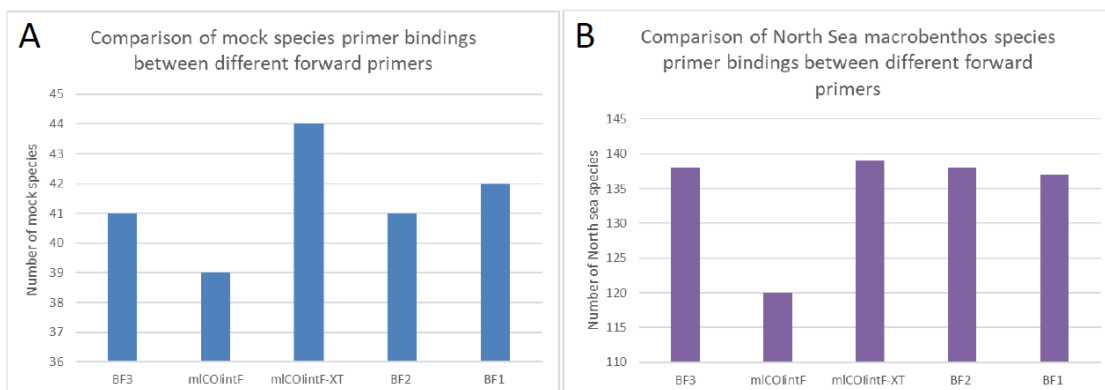 A
Comparison of mock species primer bindings
between different forward primers
Number of mock species
45
44
43
42
41
40
39
38
37
36
BF3
mlCOIintF
mlCOIintF-XT
BF2
BF1
B
Comparison of North Sea macrobenthos species
primer bindings between different forward
primers
Number of North sea species
145
140
135
130
125
120
115
110
BF3
mlCOIintF
mlCOIintF-XT
BF2
BF1